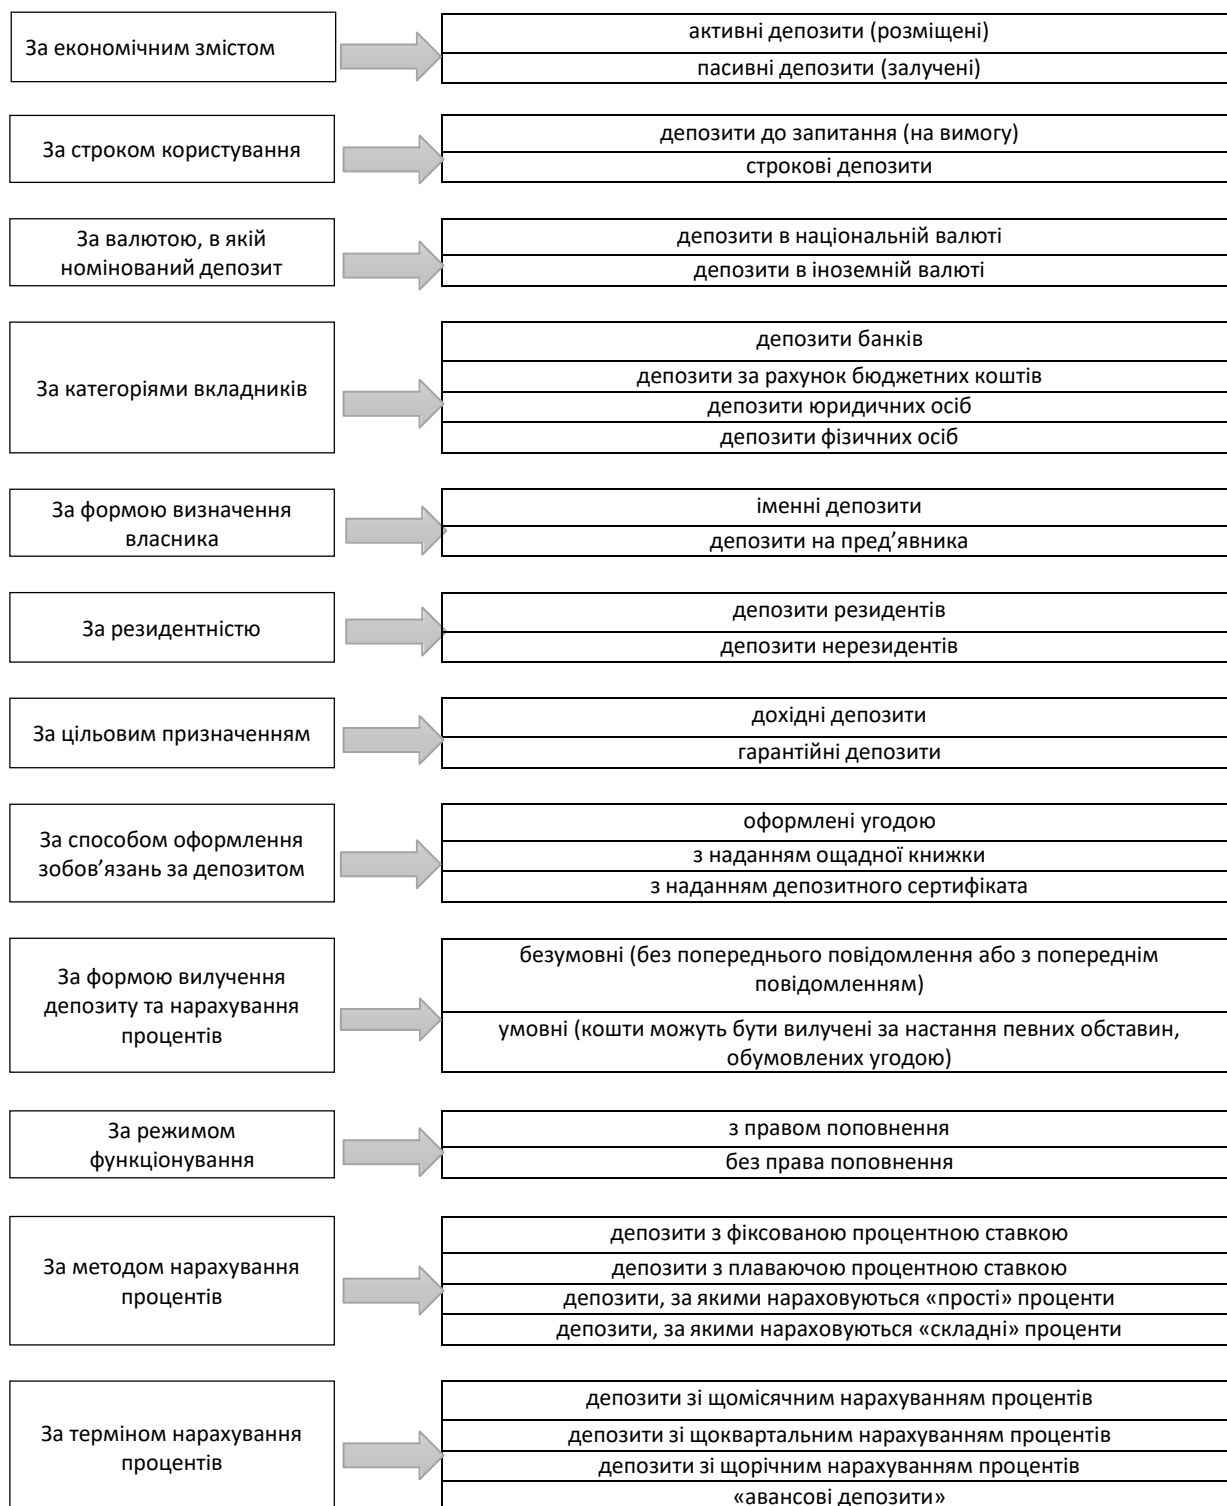 За економічним змістом
активні депозити (розміщені)
пасивні депозити (залучені)
За строком користування
депозити до запитання (на вимогу)
строкові депозити
За валютою, в якій
номінований депозит
депозити в національній валюті
депозити в іноземній валюті
За категоріями вкладників
депозити банків
депозити за рахунок бюджетних коштів
депозити юридичних осіб
депозити фізичних осіб
За формою визначення
власника
іменні депозити
депозити на пред’явника
За резидентністю
депозити резидентів
депозити нерезидентів
За цільовим призначенням
дохідні депозити
гарантійні депозити
За способом оформлення
зобов’язань за депозитом
оформлені угодою
з наданням ощадної книжки
з наданням депозитного сертифіката
За формою вилучення
депозиту та нарахування
процентів
безумовні (без попереднього повідомлення або з попереднім
повідомленням)
умовні (кошти можуть бути вилучені за настання певних обставин,
обумовлених угодою)
За режимом
функціонування
з правом поповнення
без права поповнення
За методом нарахування
процентів
депозити з фіксованою процентною ставкою
депозити з плаваючою процентною ставкою
депозити, за якими нараховуються «прості» проценти
депозити, за якими нараховуються «складні» проценти
За терміном нарахування
процентів
депозити зі щомісячним нарахуванням процентів
депозити зі щоквартальним нарахуванням процентів
депозити зі щорічним нарахуванням процентів
«авансові депозити»